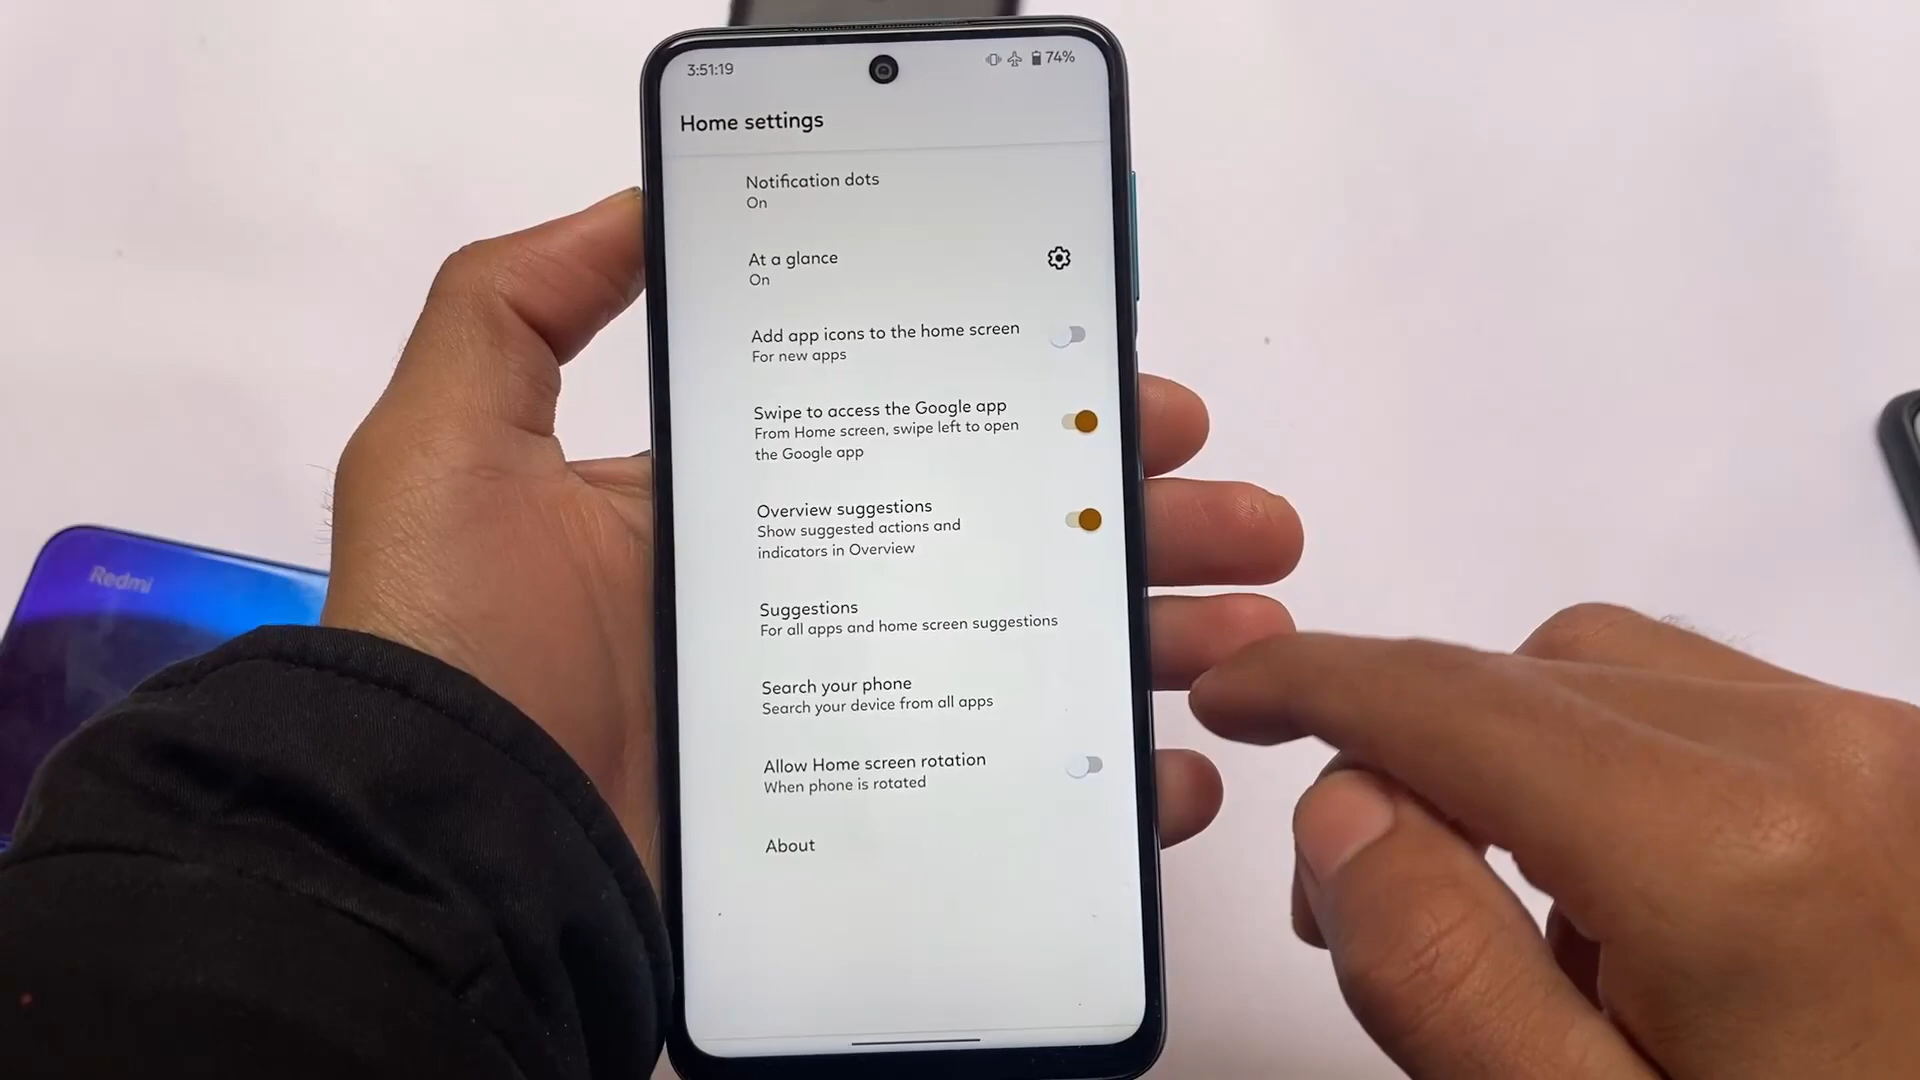 3:51:19
74%
Home settings
Notification dots
On
At a glance
On
Add app icons to the home screen
For new apps
Swipe to access the Google app
From Home screen, swipe left to open
the Google app
Overview suggestions
Show suggested actions and
indicators in Overview
Suggestions
For all apps and home screen suggestions
Search your phone
Search your device from all apps
Allow Home screen rotation
When phone is rotated
About
Redmi